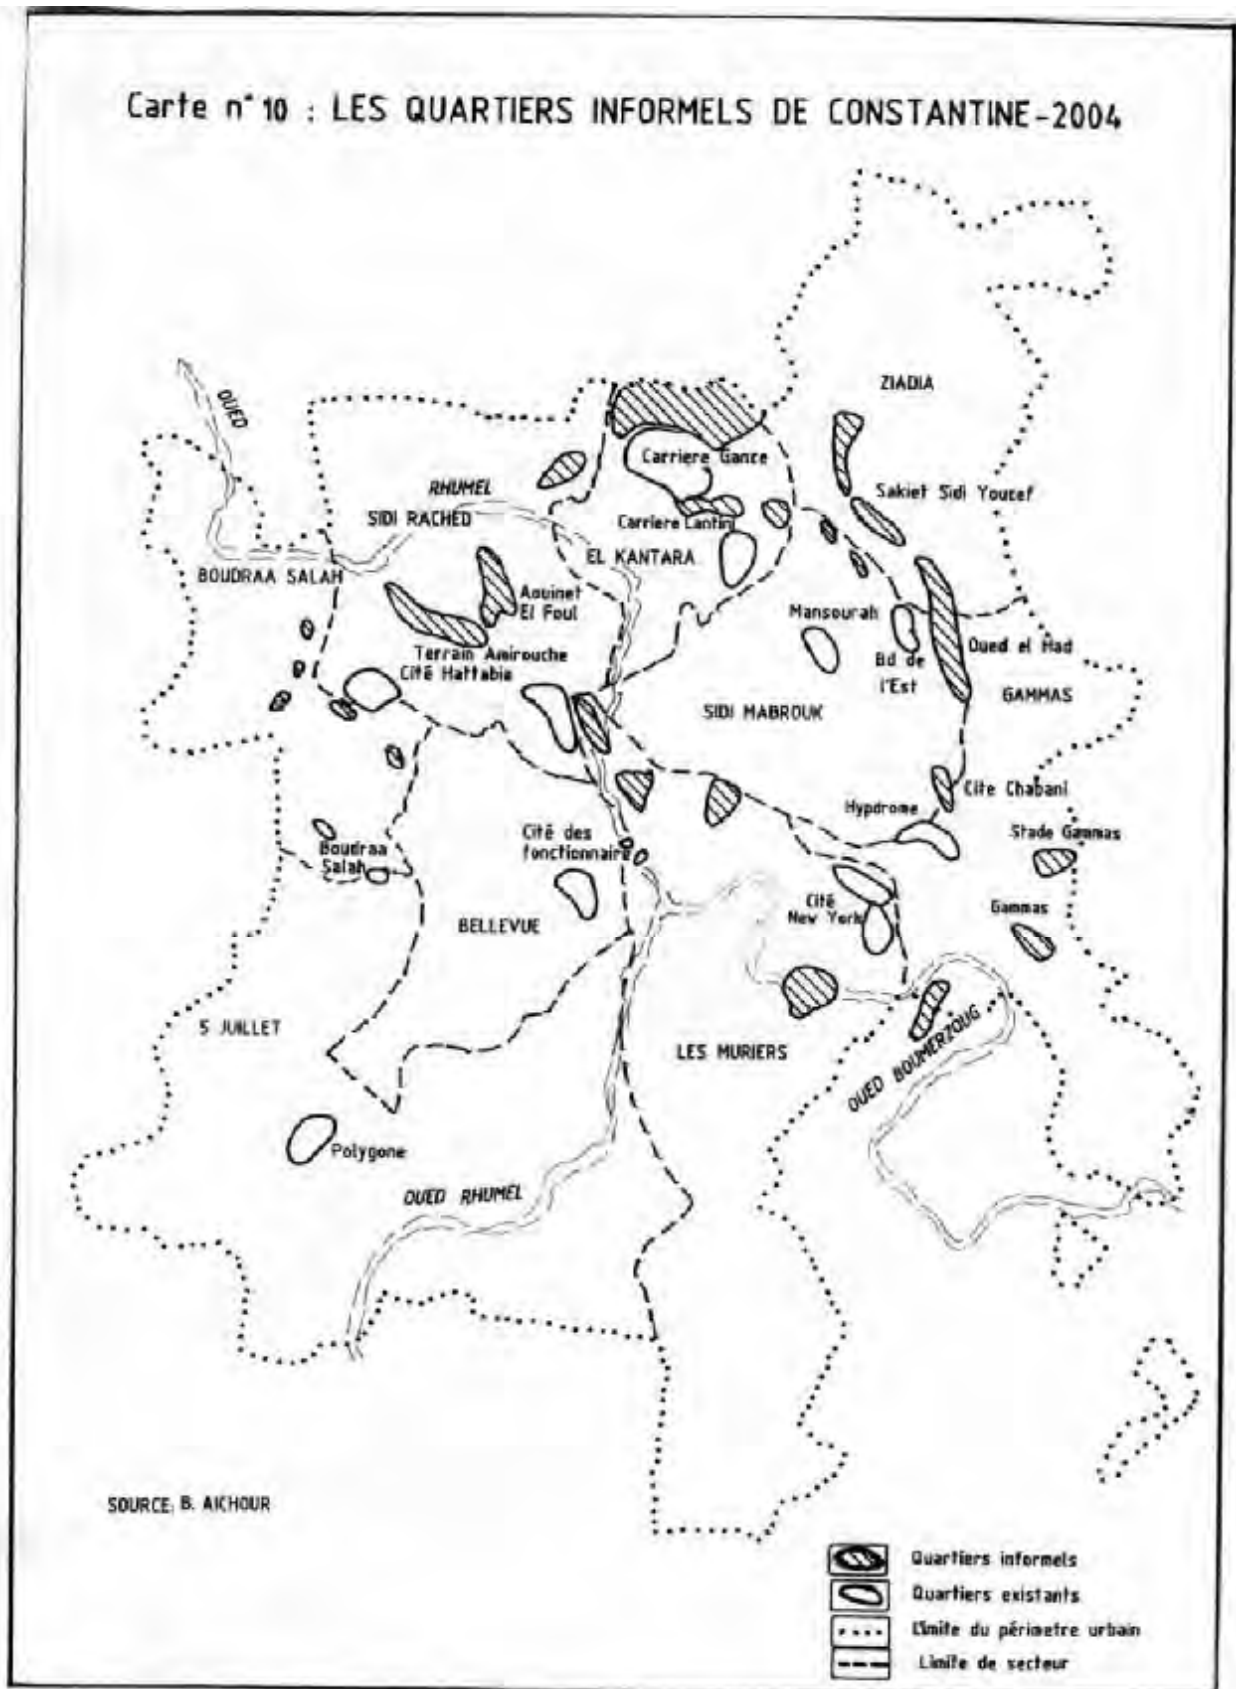 Carte n° 10 : LES QUARTIERS INFORMELS DE CONSTANTINE-2004
ZIADIA
OUED
RHUMEL
Carriere Gance
Sakiet Sidi Youcef
SIDI RACHED
Carriere Lantini
EL KANTARA
BOUDRAA SALAH
Aouinet
El Foul
Mansourah
Terrain Amirouche
Cité Hattabia
Bd de
l'Est
Oued el Had
GAMMAS
SIDI MABROUK
Cite Chabani
Hypdrome
Stade Gammas
Boudraa
Salah
Cité des
fonctionnaire
Cité
New York
Gammas
BELLEVUE
5 JUILLET
LES MURIERS
OUED BOUMERZOUG
Polygone
OUED RHUMEL
SOURCE: B. AICHOUR
Quartiers informels
Quartiers existants
Limite du périmetre urbain
Limite de secteur